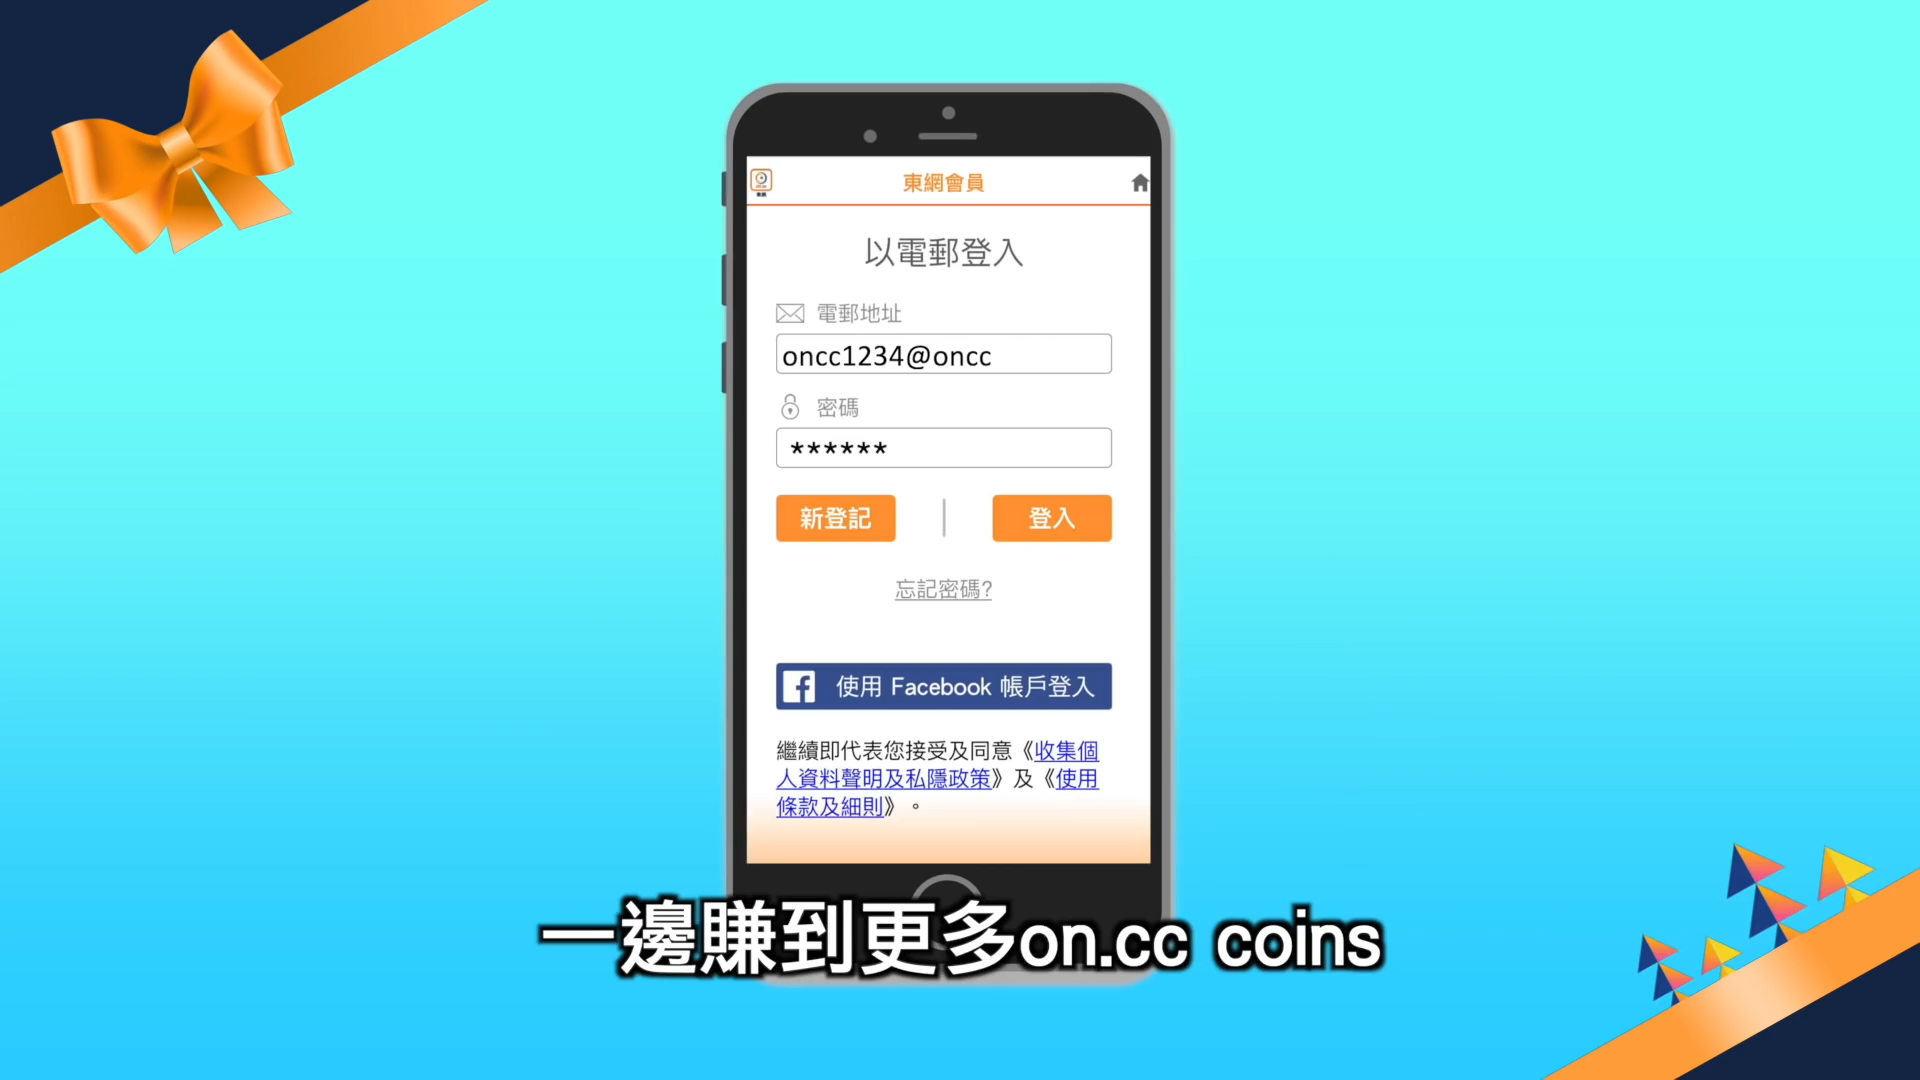 東網會員
以電郵登入
電郵地址
oncc1234@oncc
密碼
******
新登記
登入
忘記密碼?
使用 Facebook 帳戶登入
繼續即代表您接受及同意《收集個
人資料聲明及私隱政策》及《使用
條款及細則》。
一邊賺到更多on.cc coins